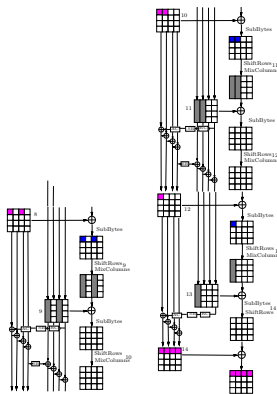 10
SubBytes
ShiftRows
MixColumns
11
11
SubBytes
ShiftRows
MixColumns
12
12
SubBytes
ShiftRows
MixColumns
13
SubBytes
ShiftRows
14
14
8
SubBytes
ShiftRows
MixColumns
9
9
SubBytes
ShiftRows
MixColumns
10